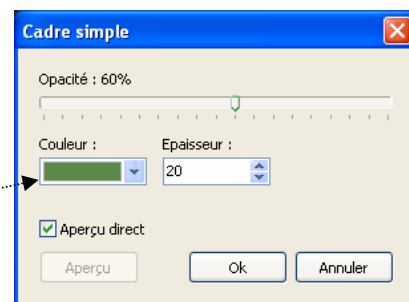 Cadre simple
Opacité : 60%
Couleur : Epaisseur :
20
Aperçu direct
Aperçu Ok Annuler